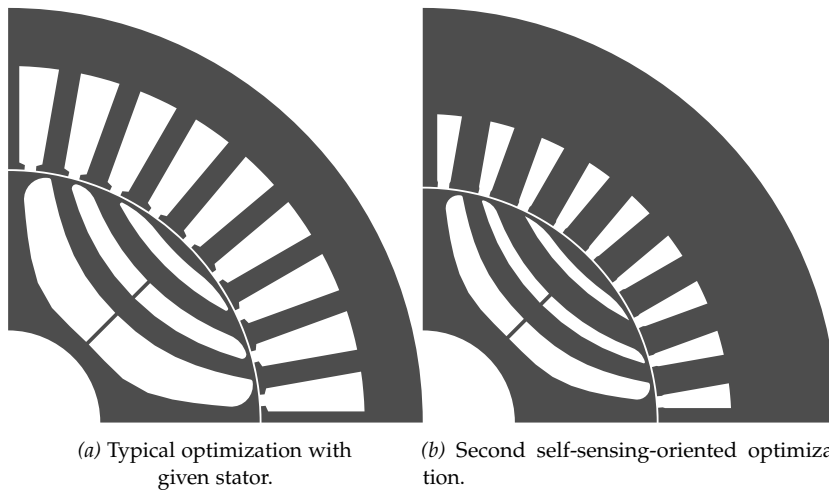 (a) Typical optimization with
given stator.
(b) Second self-sensing-oriented optimiza-
tion.